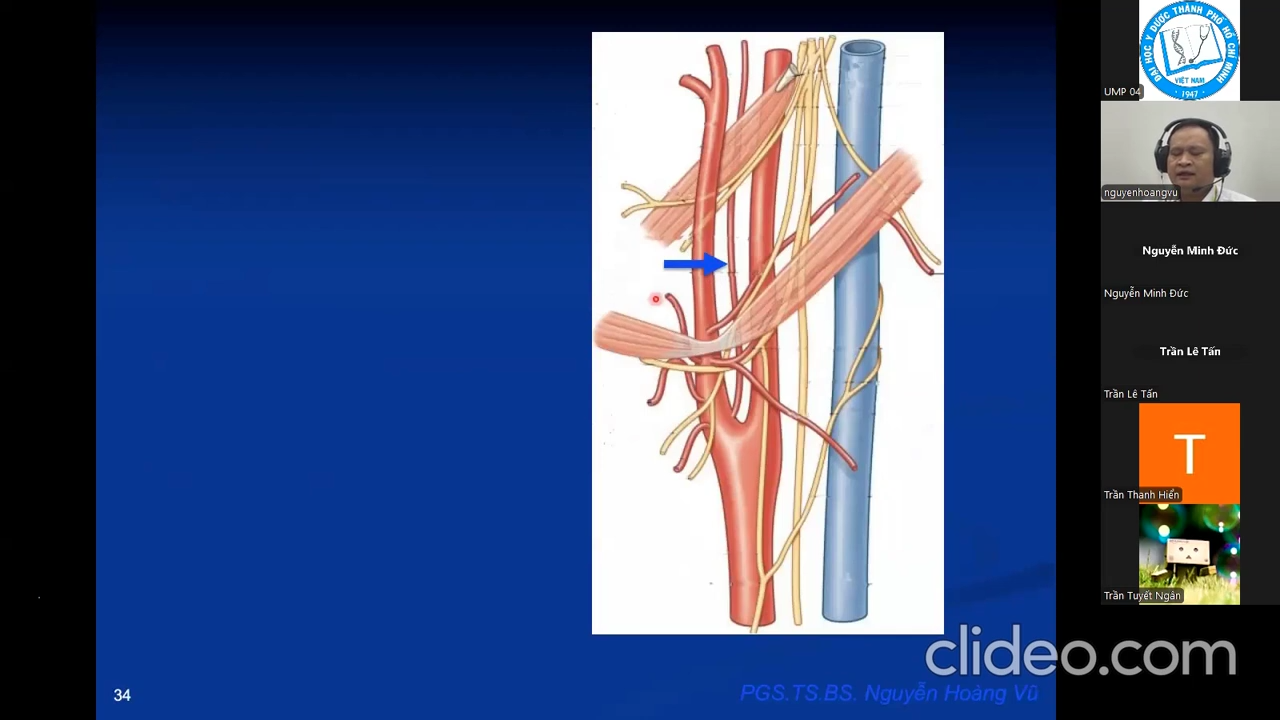 34
PGS.TS.BS. Nguyễn Hoàng Vũ
clideo.com
ĐẠI HỌC Y DƯỢC THÀNH PHỐ HỒ CHÍ MINH
VIỆT NAM
1947
UMP 04
nguyenhoangvu
Nguyễn Minh Đức
Nguyễn Minh Đức
Trần Lê Tấn
Trần Lê Tấn
T
Trần Thanh Hiển
Trần Tuyết Ngân